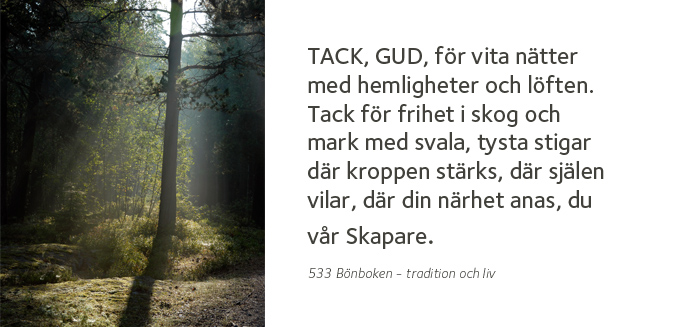 TACK, GUD, för vita nätter
med hemligheter och löften.
Tack för frihet i skog och
mark med svala, tysta stigar
där kroppen stärks, där själen
vilar, där din närhet anas, du
vår Skapare.
533 Bönboken – tradition och liv